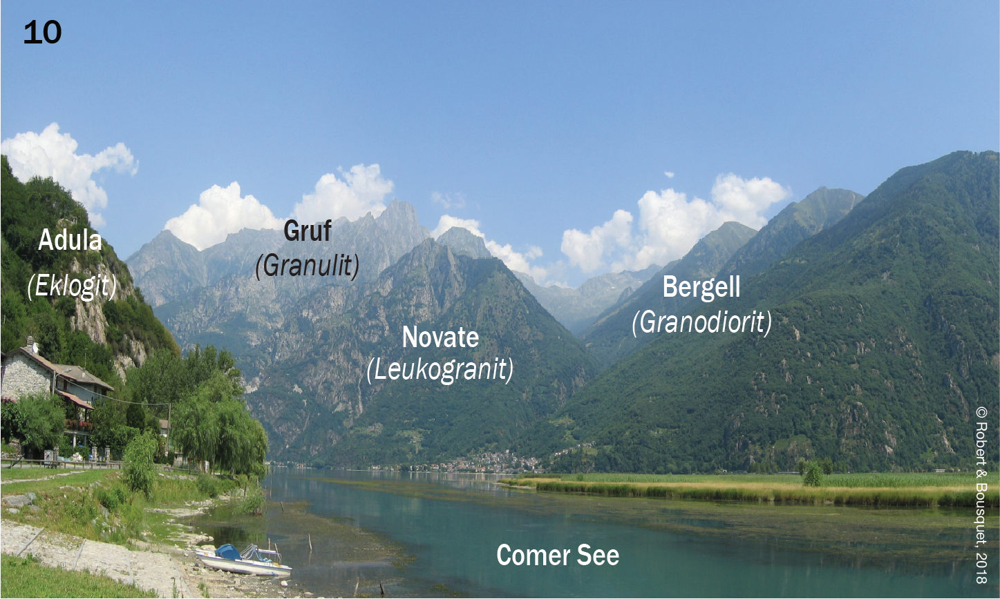 10
Adula
(Eklogit)
Gruf
(Granulit)
Novate
(Leukogranit)
Bergell
(Granodiorit)
Comer See
© Robert & Bousquet, 2018